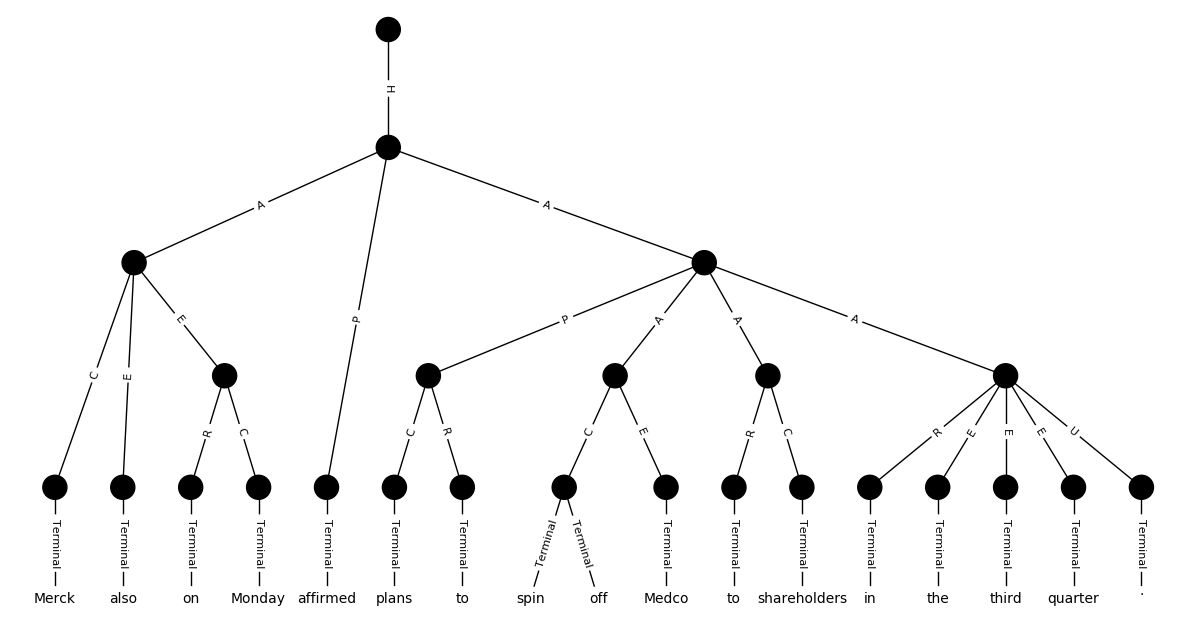 H
A A
P P A A A
C E E
R C C R C E R C R E E E U
Terminal Terminal Terminal Terminal Terminal Terminal Terminal Terminal Terminal Terminal Terminal Terminal Terminal Terminal Terminal Terminal Terminal
Merck also on Monday affirmed plans to spin off Medco to shareholders in the third quarter .